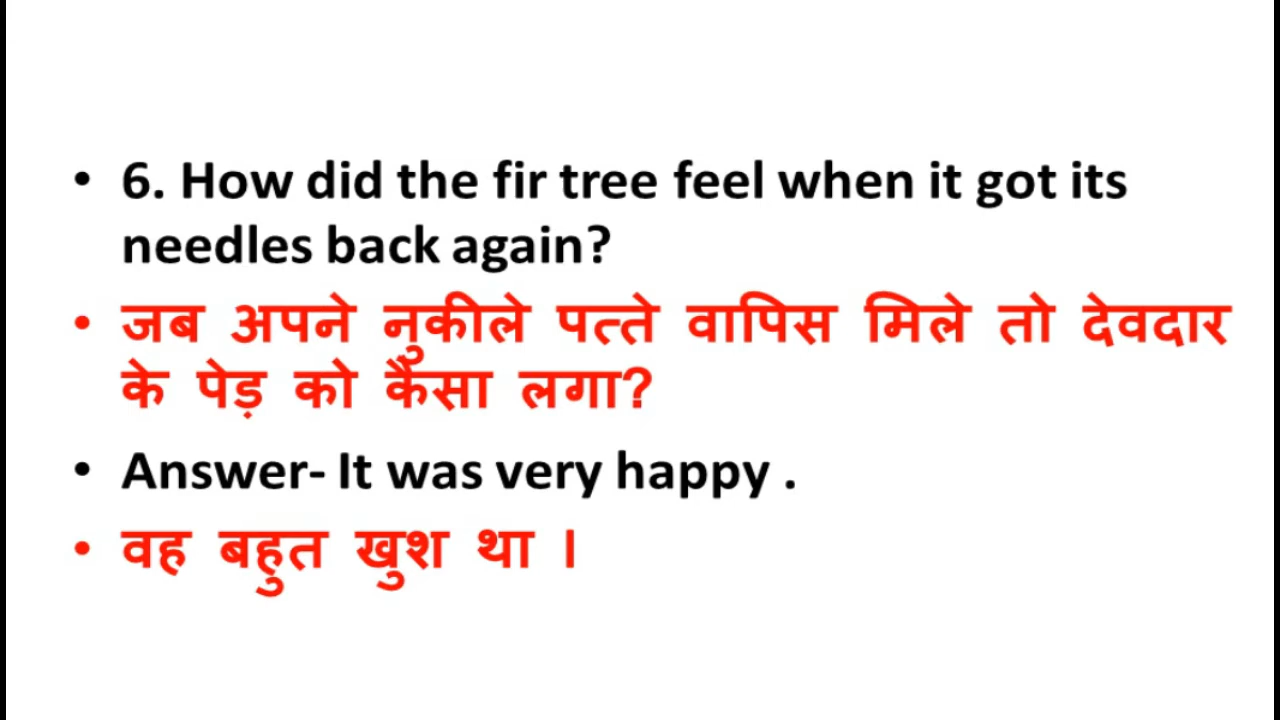 • 6. How did the fir tree feel when it got its
needles back again?
• जब अपने नुकीले पत्ते वापिस मिले तो देवदार
के पेड़ को कैसा लगा?
• Answer- It was very happy .
• वह बहुत खुश था ।